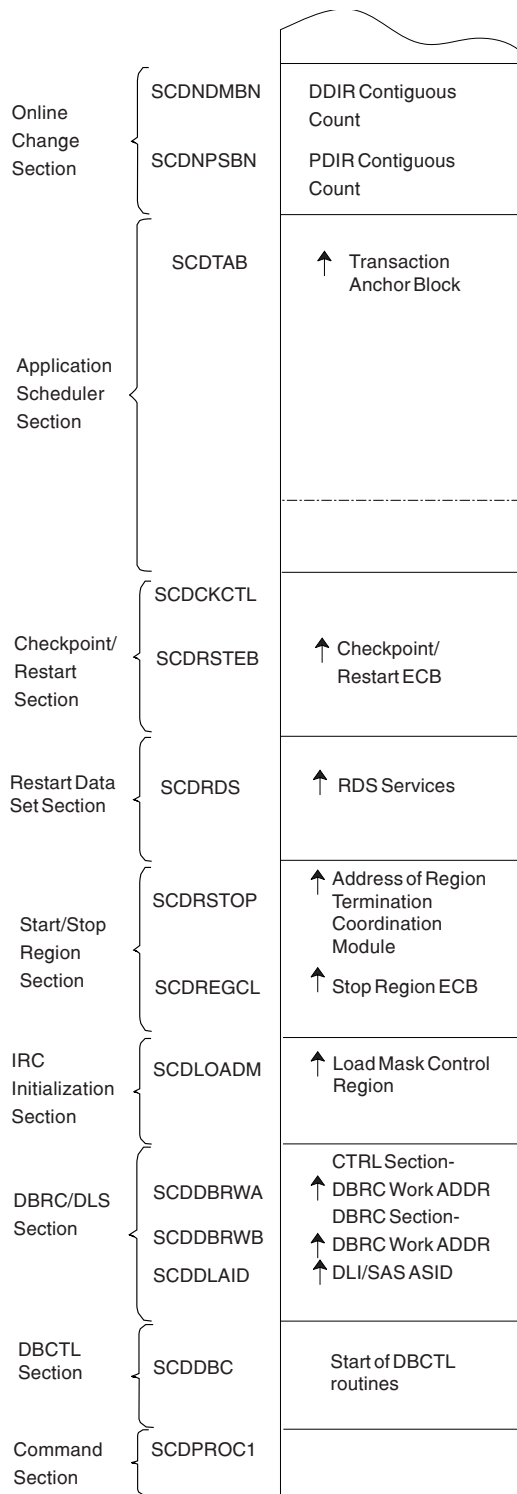 Online
Change
Section
SCDNDMBN
DDIR Contiguous
Count
SCDNPSBN
PDIR Contiguous
Count
Application
Scheduler
Section
SCDTAB
Transaction
Anchor Block
Checkpoint/
Restart
Section
SCDCKCTL
SCDRSTEB
Checkpoint/
Restart ECB
Restart Data
Set Section
SCDRDS
RDS Services
Start/Stop
Region
Section
SCDRSTOP
Address of Region
Termination
Coordination
Module
SCDREGCL
Stop Region ECB
IRC
Initialization
Section
SCDLOADM
Load Mask Control
Region
DBRC/DLS
Section
SCDDBRWA
CTRL Section-
DBRC Work ADDR
SCDDBRWB
DBRC Section-
DBRC Work ADDR
SCDDLAID
DLI/SAS ASID
DBCTL
Section
SCDDBC
Start of DBCTL
routines
Command
Section
SCDPROC1